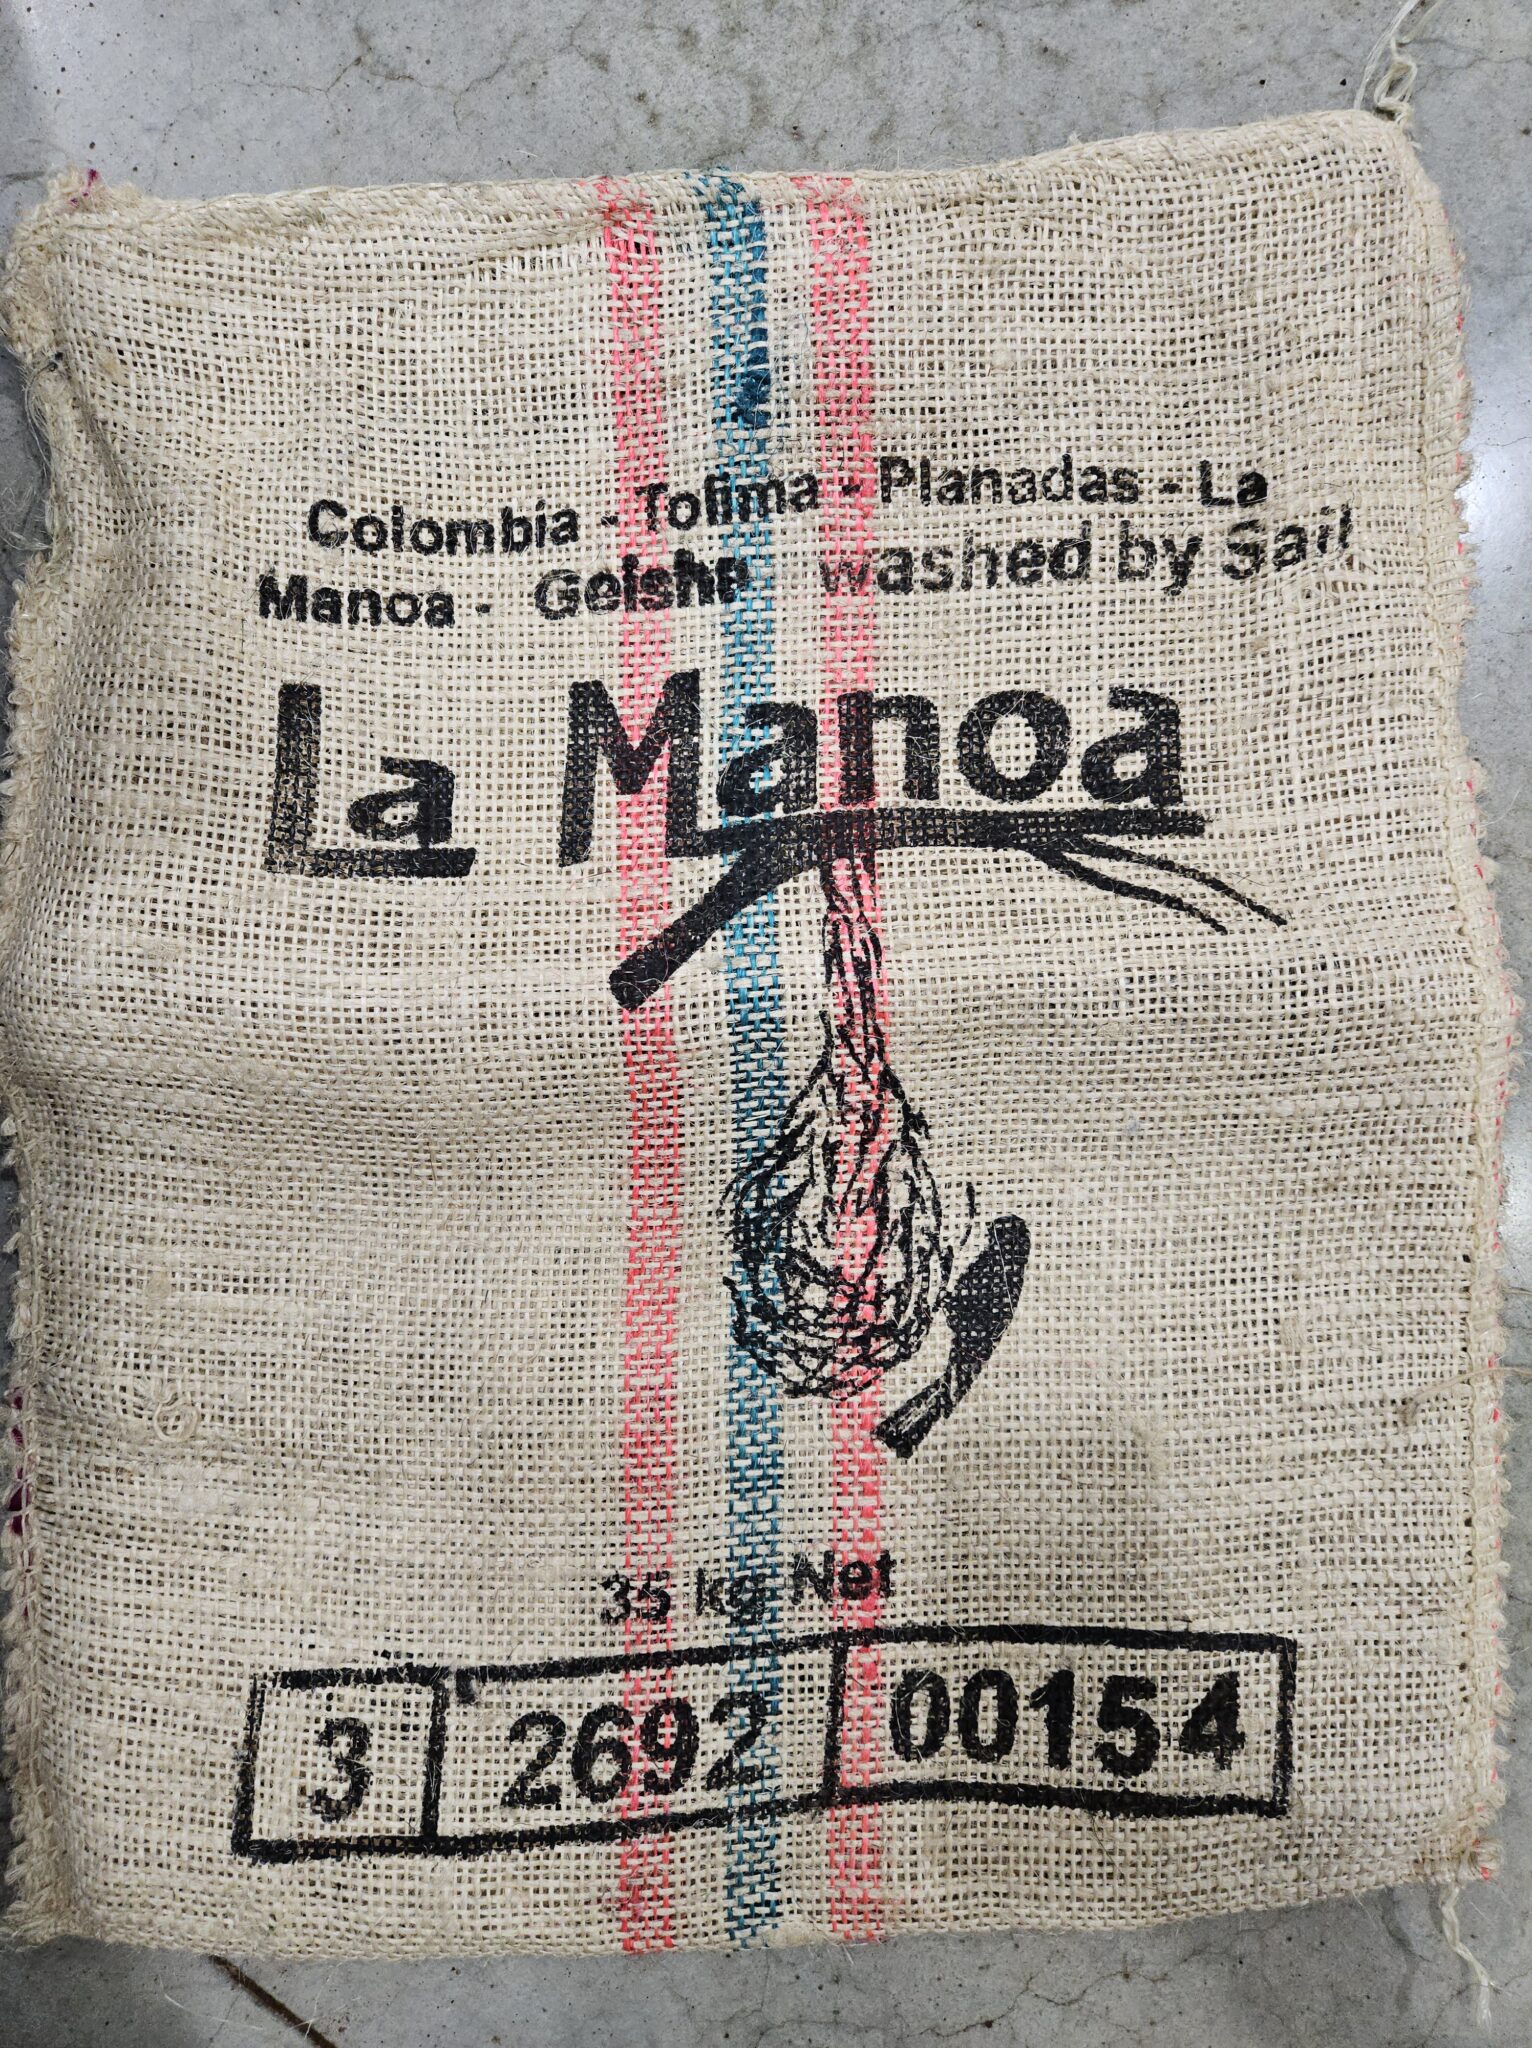 Colombia - Tolima - Planadas - La
Manoa - Geisha washed by Sail
La Manoa
35 kg Net
3 2692 00154